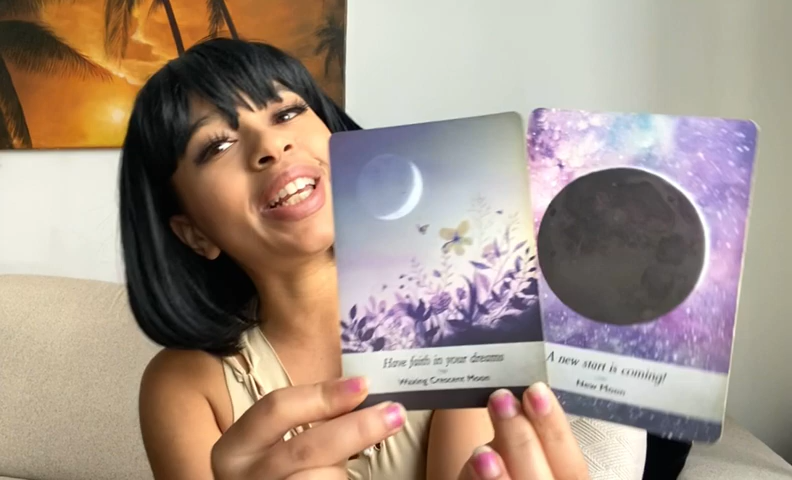 Have faith in your dreams
Waxing Crescent Moon
A new start is coming!
New Moon